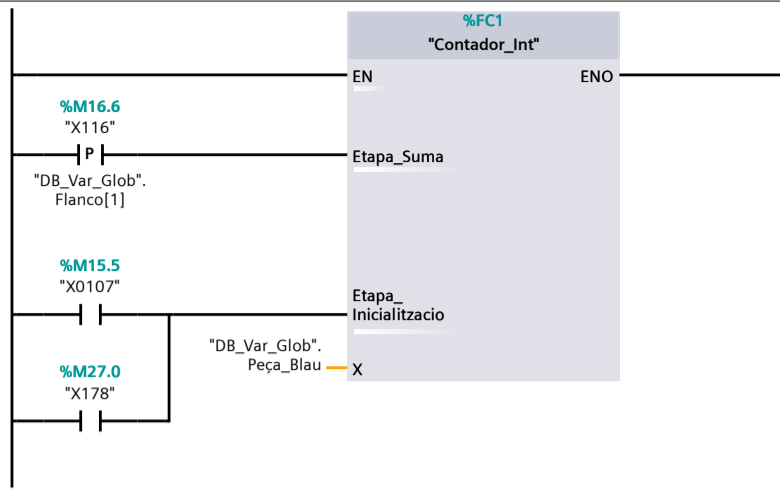 %FC1
"Contador_Int"
EN
ENO
%M16.6
"X116"
P
Etapa_Suma
"DB_Var_Glob".
Flanco[1]
%M15.5
"X0107"
Etapa_
Inicialitzacio
"DB_Var_Glob".
Peça_Blau
X
%M27.0
"X178"